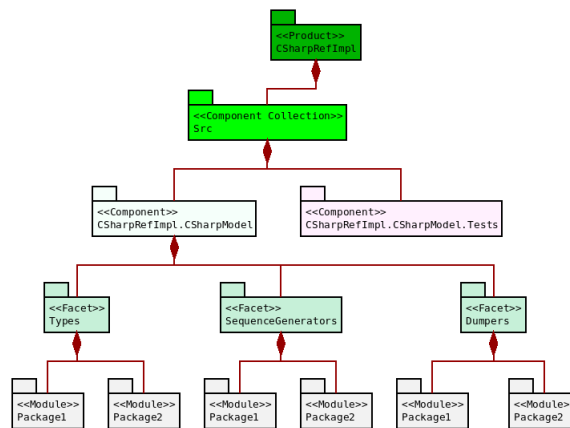 <<Product>>
CSharpRefImpl
<<Component Collection>>
Src
<<Component>>
CSharpRefImpl.CSharpModel
<<Component>>
CSharpRefImpl.CSharpModel.Tests
<<Facet>>
Types
<<Facet>>
SequenceGenerators
<<Facet>>
Dumpers
<<Module>>
Package1
<<Module>>
Package2
<<Module>>
Package1
<<Module>>
Package2
<<Module>>
Package1
<<Module>>
Package2